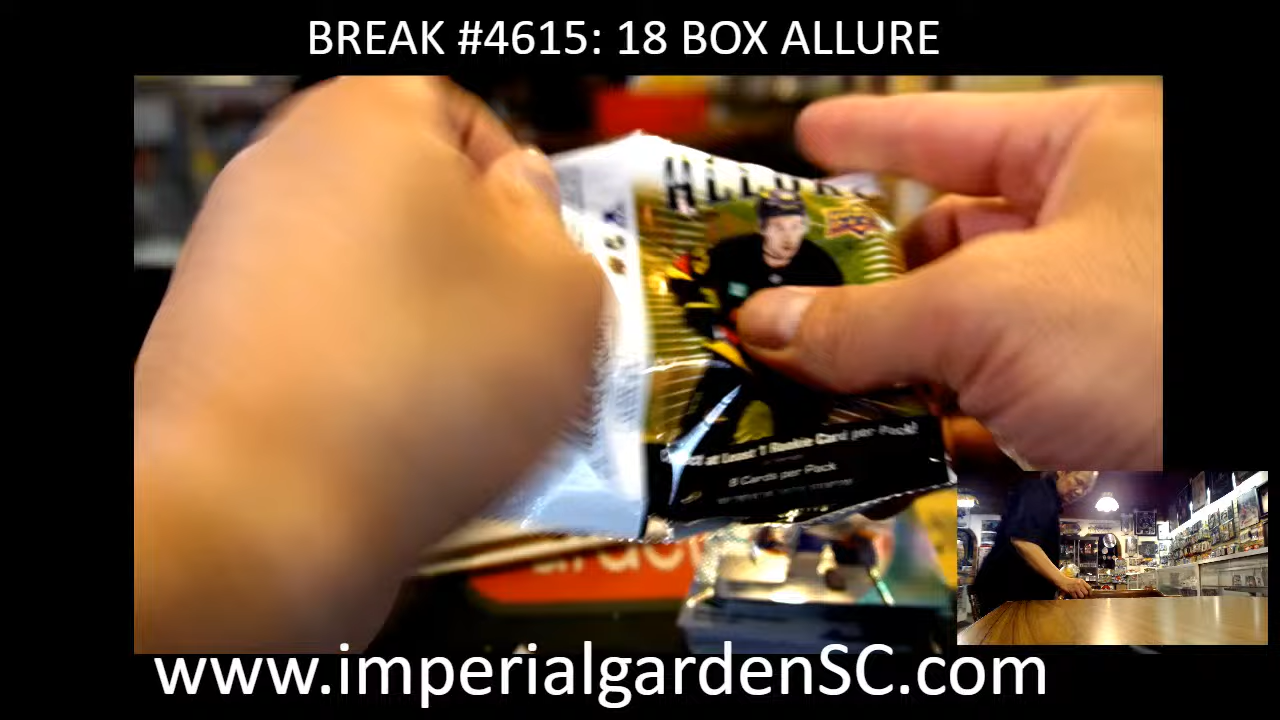 BREAK #4615: 18 BOX ALLURE
ALLURE
at Least 1 Rookie Card per Pack!
8 Cards per Pack
www.imperialgardenSC.com